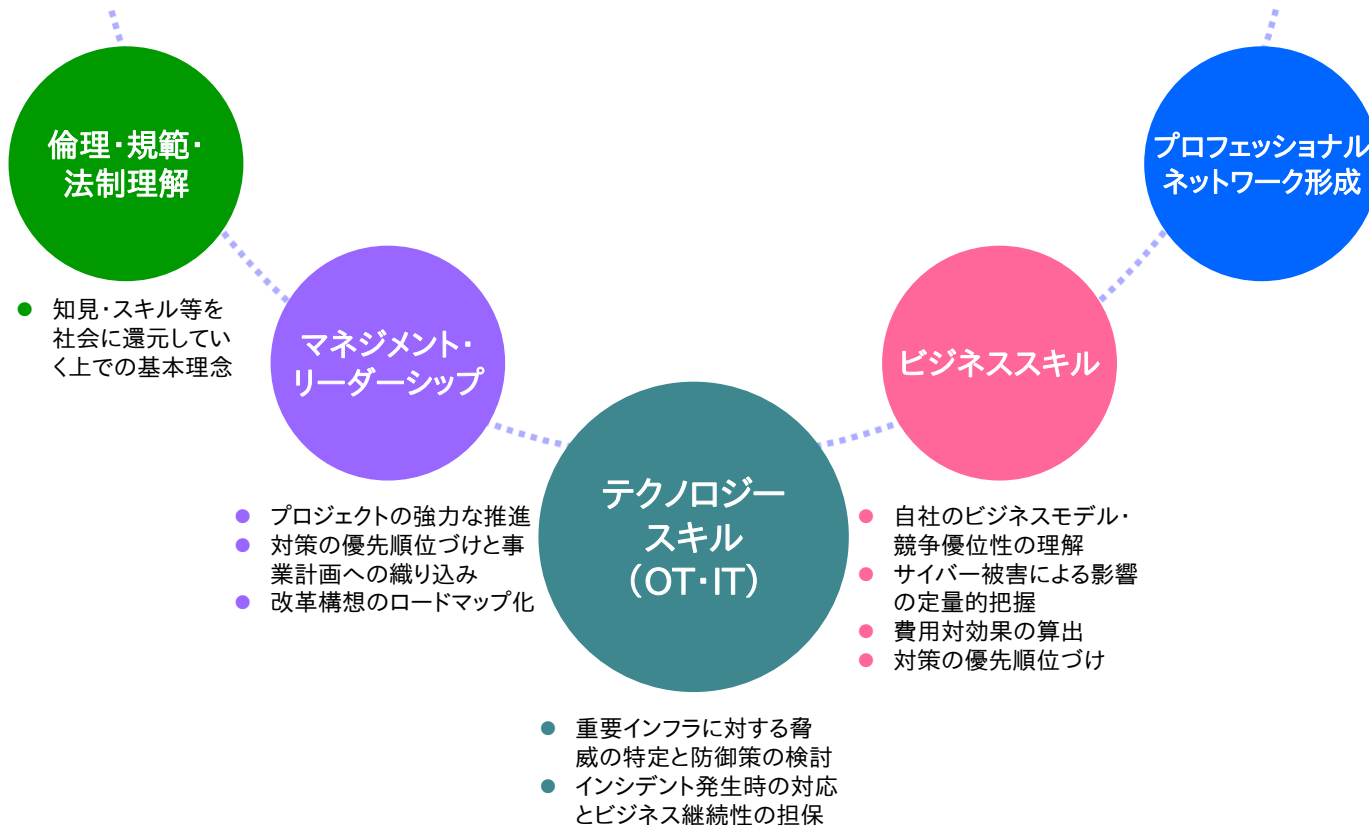 倫理・規範・
法制理解
知見・スキル等を
社会に還元してい
く上での基本理念
マネジメント・
リーダーシップ
プロジェクトの強力な推進
対策の優先順位づけと事
業計画への織り込み
改革構想のロードマップ化
テクノロジー
スキル
（OT・IT）
重要インフラに対する脅
威の特定と防御策の検討
インシデント発生時の対応
とビジネス継続性の担保
ビジネススキル
自社のビジネスモデル・
競争優位性の理解
サイバー被害による影響
の定量的把握
費用対効果の算出
対策の優先順位づけ
プロフェッショナル
ネットワーク形成